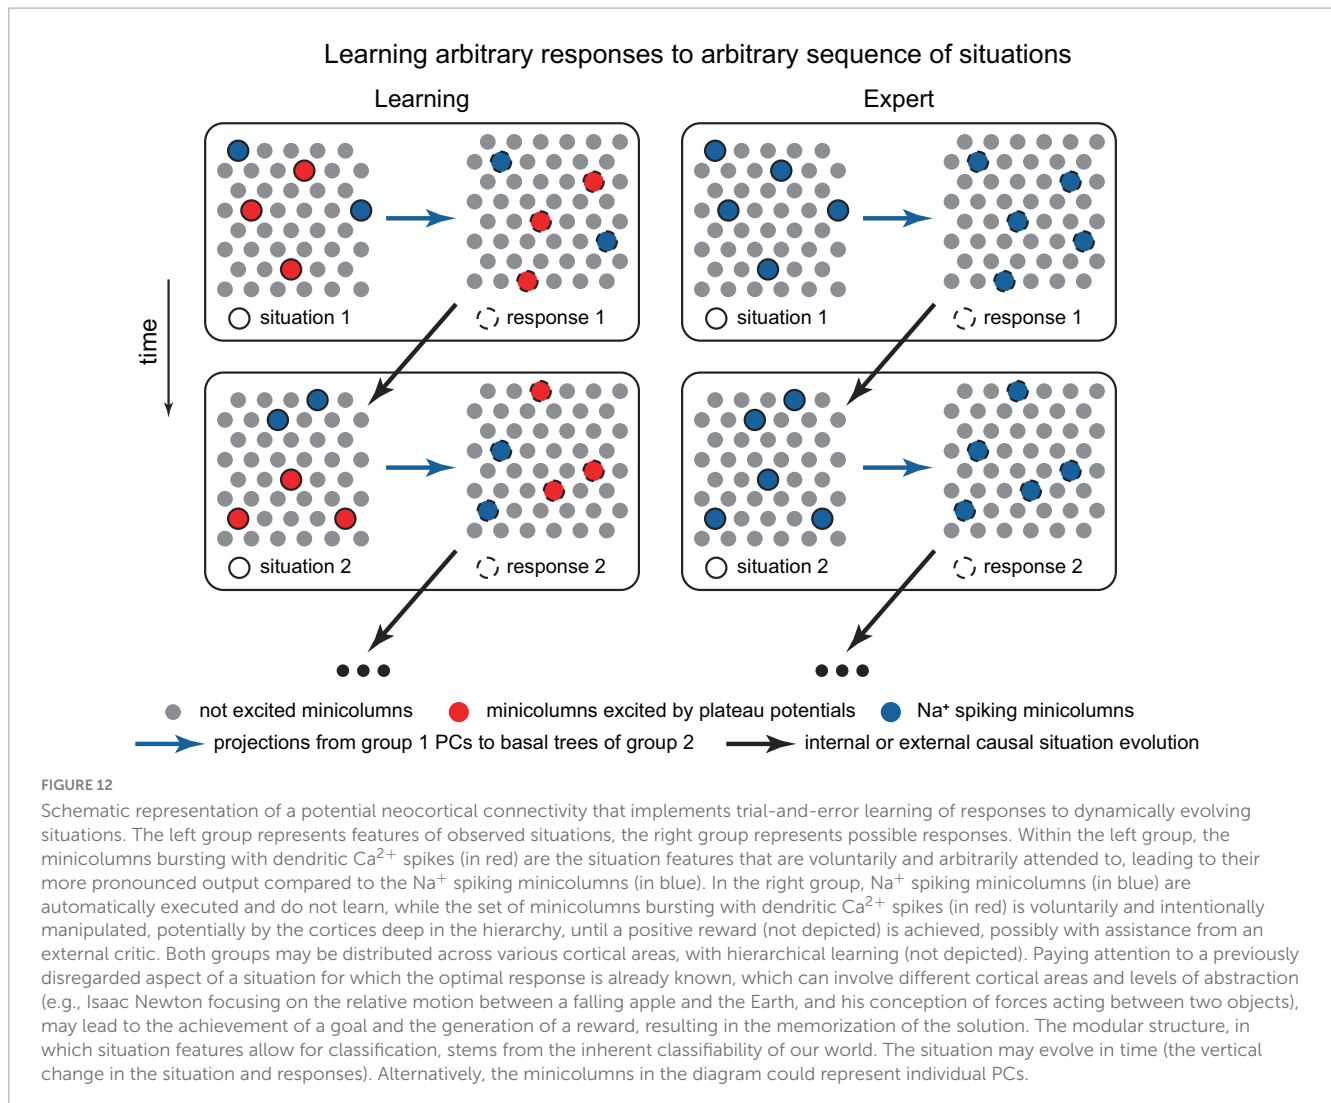 Learning arbitrary responses to arbitrary sequence of situations
Learning
Expert
situation 1
response 1
situation 1
response 1
time
situation 2
response 2
situation 2
response 2
not excited minicolumns
minicolumns excited by plateau potentials
Na⁺ spiking minicolumns
projections from group 1 PCs to basal trees of group 2
internal or external causal situation evolution
FIGURE 12
Schematic representation of a potential neocortical connectivity that implements trial-and-error learning of responses to dynamically evolving
situations. The left group represents features of observed situations, the right group represents possible responses. Within the left group, the
minicolumns bursting with dendritic Ca²⁺ spikes (in red) are the situation features that are voluntarily and arbitrarily attended to, leading to their
more pronounced output compared to the Na⁺ spiking minicolumns (in blue). In the right group, Na⁺ spiking minicolumns (in blue) are
automatically executed and do not learn, while the set of minicolumns bursting with dendritic Ca²⁺ spikes (in red) is voluntarily and intentionally
manipulated, potentially by the cortices deep in the hierarchy, until a positive reward (not depicted) is achieved, possibly with assistance from an
external critic. Both groups may be distributed across various cortical areas, with hierarchical learning (not depicted). Paying attention to a previously
disregarded aspect of a situation for which the optimal response is already known, which can involve different cortical areas and levels of abstraction
(e.g., Isaac Newton focusing on the relative motion between a falling apple and the Earth, and his conception of forces acting between two objects),
may lead to the achievement of a goal and the generation of a reward, resulting in the memorization of the solution. The modular structure, in
which situation features allow for classification, stems from the inherent classifiability of our world. The situation may evolve in time (the vertical
change in the situation and responses). Alternatively, the minicolumns in the diagram could represent individual PCs.